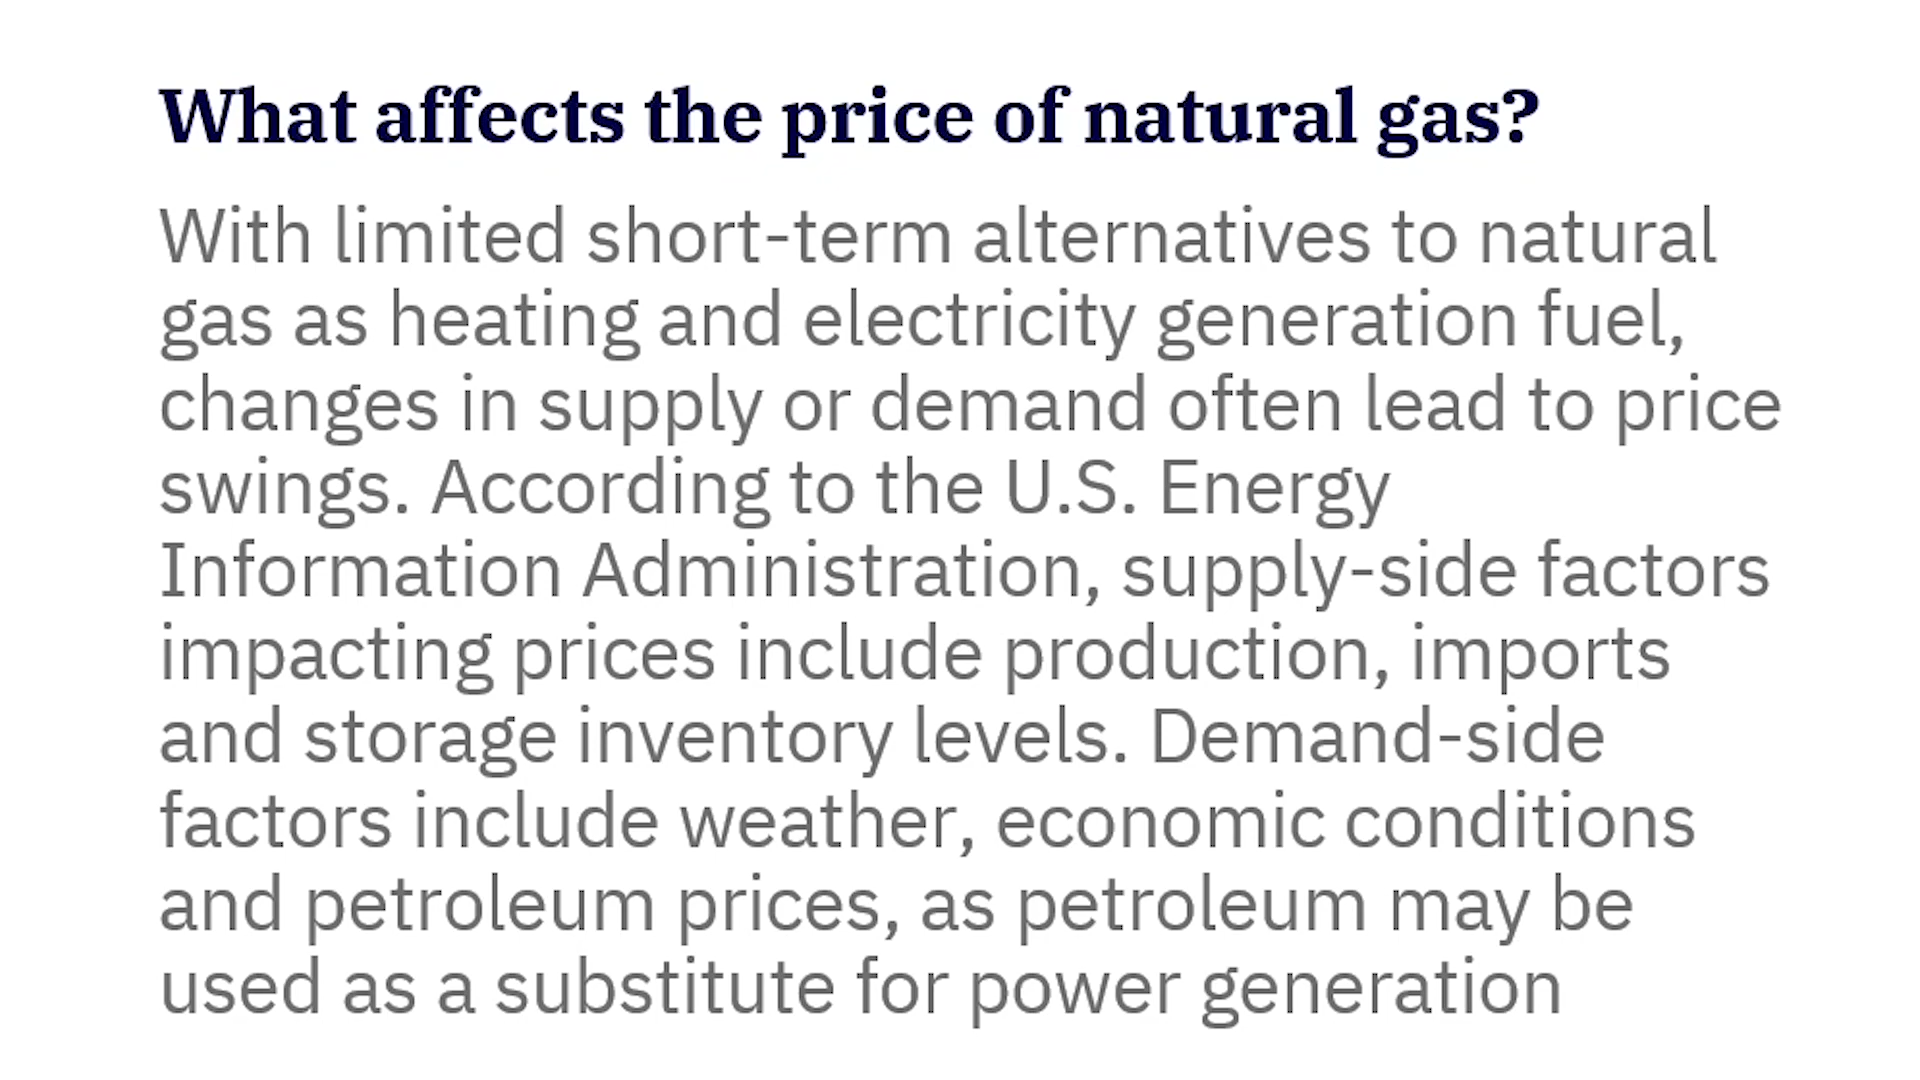 What affects the price of natural gas?
With limited short-term alternatives to natural
gas as heating and electricity generation fuel,
changes in supply or demand often lead to price
swings. According to the U.S. Energy
Information Administration, supply-side factors
impacting prices include production, imports
and storage inventory levels. Demand-side
factors include weather, economic conditions
and petroleum prices, as petroleum may be
used as a substitute for power generation